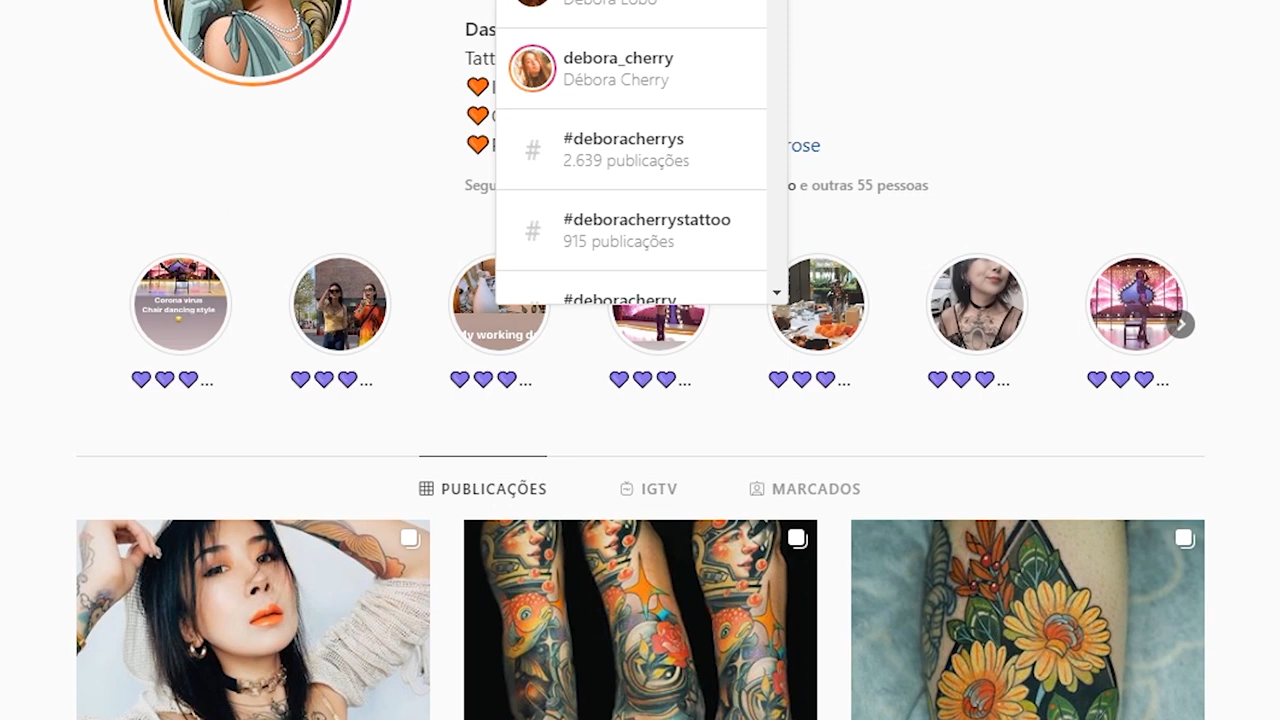 Débora Lobo
Das
debora_cherry
Débora Cherry
Tatt
#deboracherrys
2.639 publicações
rose
Segu
o e outras 55 pessoas
#deboracherrystattoo
915 publicações
#deboracherry
Corona virus
Chair dancing style
ly working d
💜💜💜...
💜💜💜...
💜💜💜...
💜💜💜...
💜💜💜...
💜💜💜...
💜💜💜...
PUBLICAÇÕES
IGTV
MARCADOS